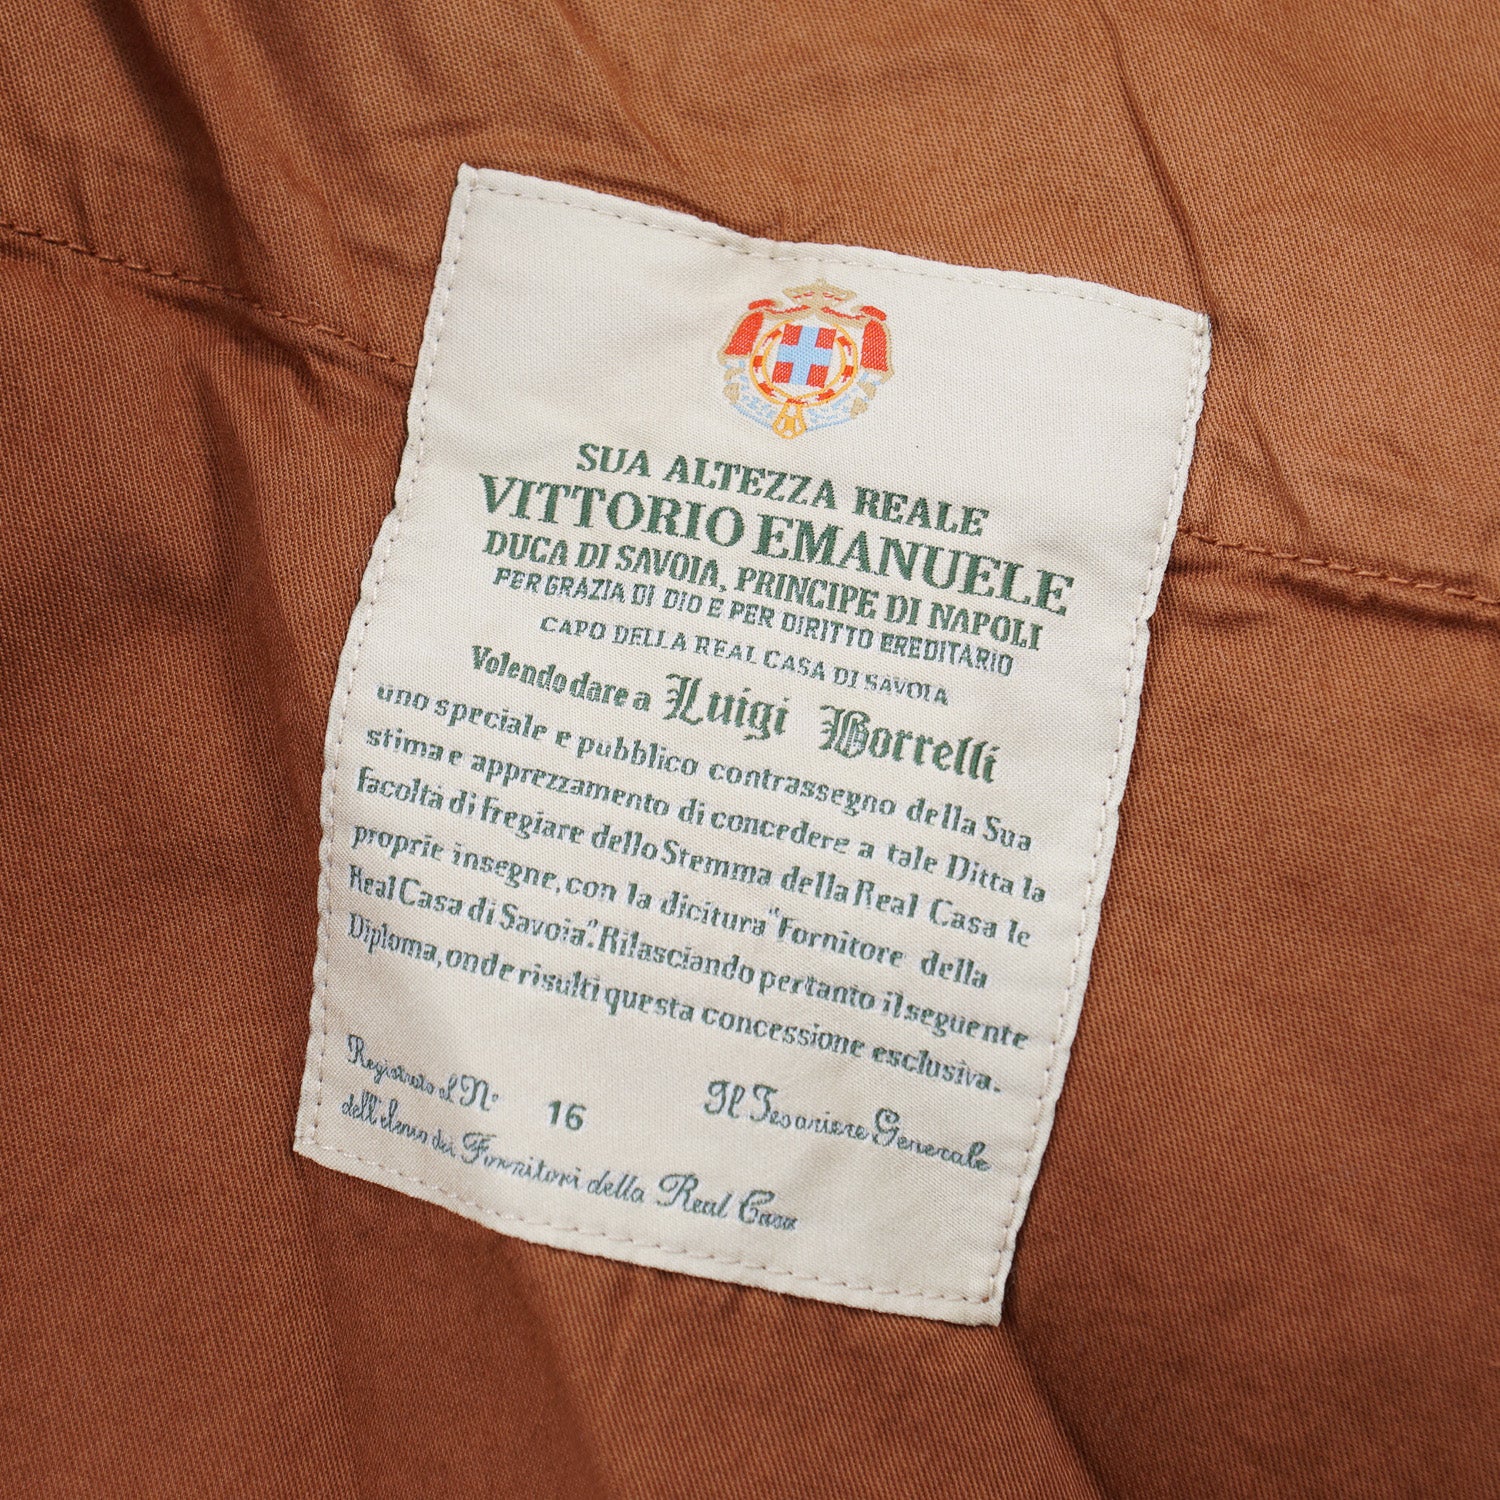 SUA ALTEZZA REALE
VITTORIO EMANUELE
DUCA DI SAVOIA, PRINCIPE DI NAPOLI
PER GRAZIA DI DIO E PER DIRITTO EREDITARIO
CAPO DELLA REAL CASA DI SAVOIA
Volendo dare a Luigi Borrelli
uno speciale e pubblico contrassegno della Sua
stima e apprezzamento di concedere a tale Ditta la
facoltà di fregiare dello Stemma della Real Casa le
proprie insegne, con la dicitura "Fornitore della
Real Casa di Savoia". Rilasciando pertanto il seguente
Diploma, onde risulti questa concessione esclusiva.
Registrato al N° 16 Il Tesoriere Generale
dell'elenco dei Fornitori della Real Casa